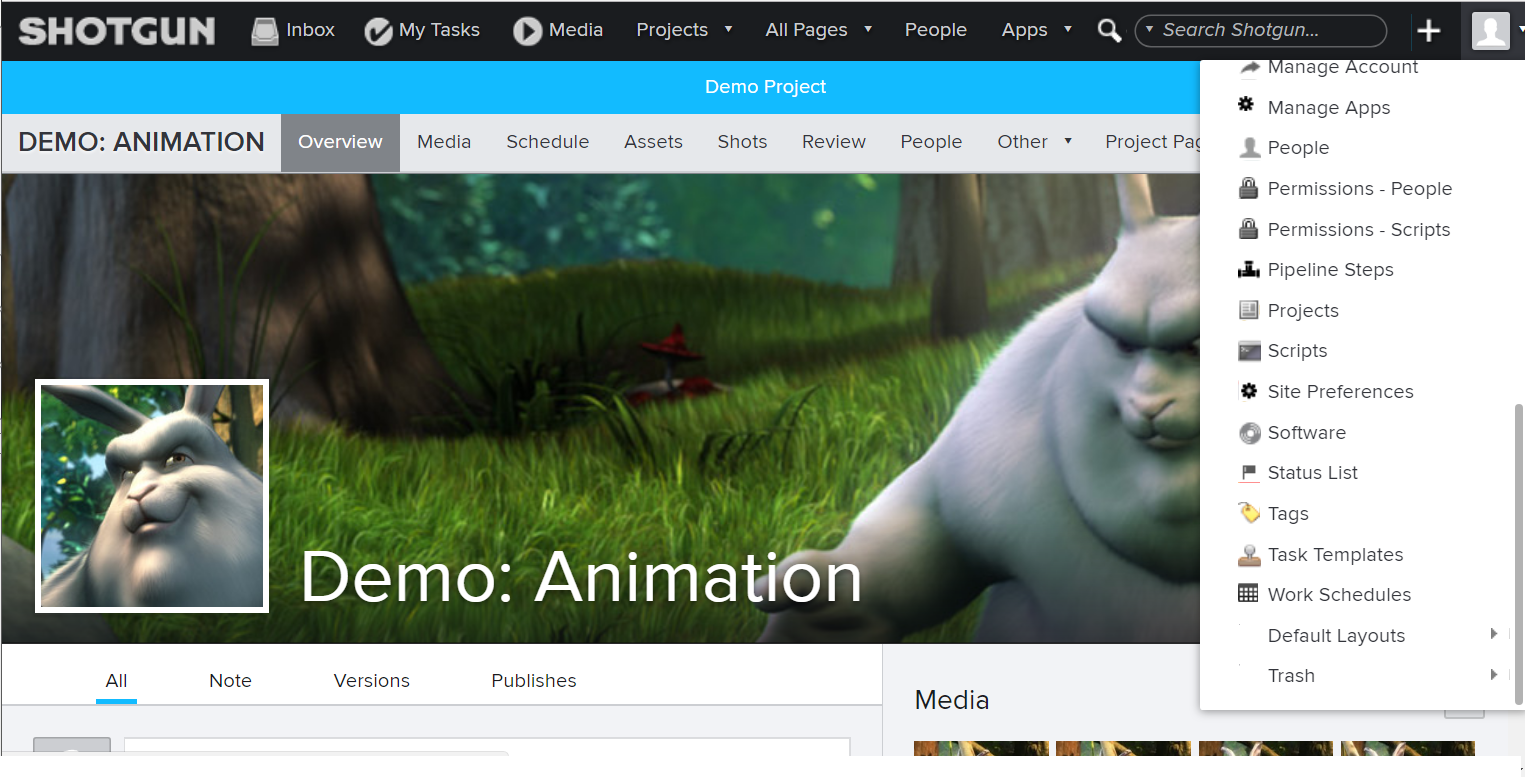 SHOTGUN Inbox My Tasks Media Projects All Pages People Apps Search Shotgun...
Demo Project
DEMO: ANIMATION Overview Media Schedule Assets Shots Review People Other Project Pag
Manage Account
Manage Apps
People
Permissions - People
Permissions - Scripts
Pipeline Steps
Projects
Scripts
Site Preferences
Software
Status List
Tags
Task Templates
Work Schedules
Default Layouts
Trash
Demo: Animation
All Note Versions Publishes
Media